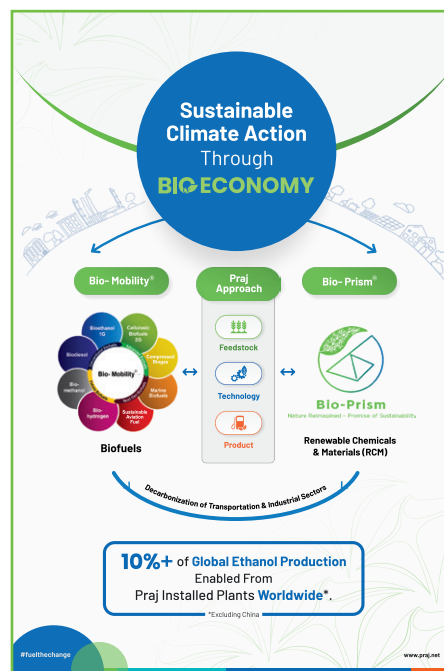 Sustainable
Climate Action
Through
BIOECONOMY
Bio- Mobility®
Praj
Approach
Bio- Prism®
Bioethanol
1G
Cellulosic
Biofuels
2G
Biodiesel
Compressed
Biogas
Bio- Mobility®
Bio-
methanol
Marine
Biofuels
Bio-
hydrogen
Sustainable
Aviation
Fuel
Biofuels
Feedstock
Technology
Product
Bio-Prism
Nature Reimagined - Promise of Sustainability
Renewable Chemicals
& Materials (RCM)
Decarbonization of Transportation & Industrial Sectors
10%+ of Global Ethanol Production
Enabled From
Praj Installed Plants Worldwide*.
*Excluding China
#fuelthechange
www.praj.net